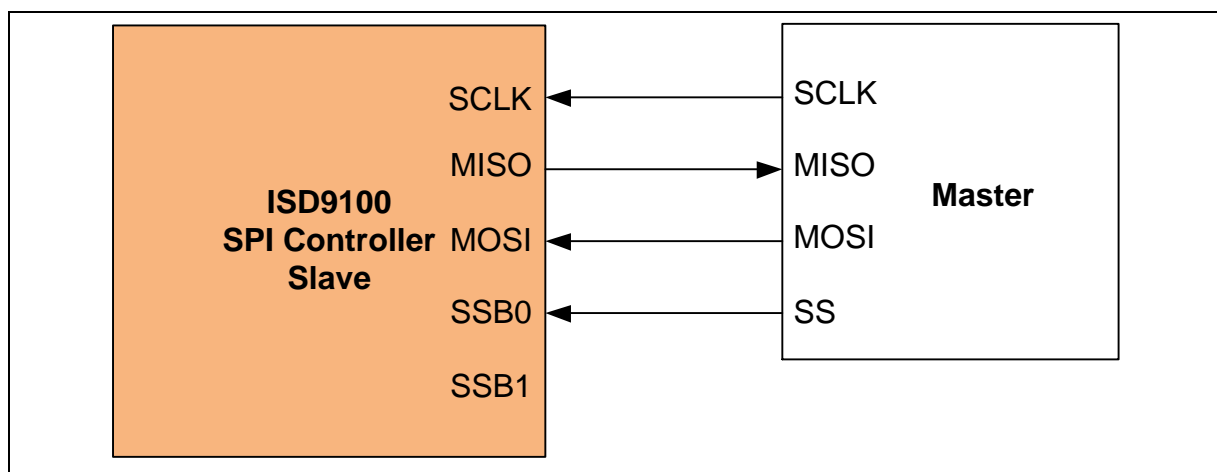 SCLK
MISO
ISD9100
SPI Controller
Slave
MOSI
SSB0
SSB1
SCLK
MISO
Master
MOSI
SS